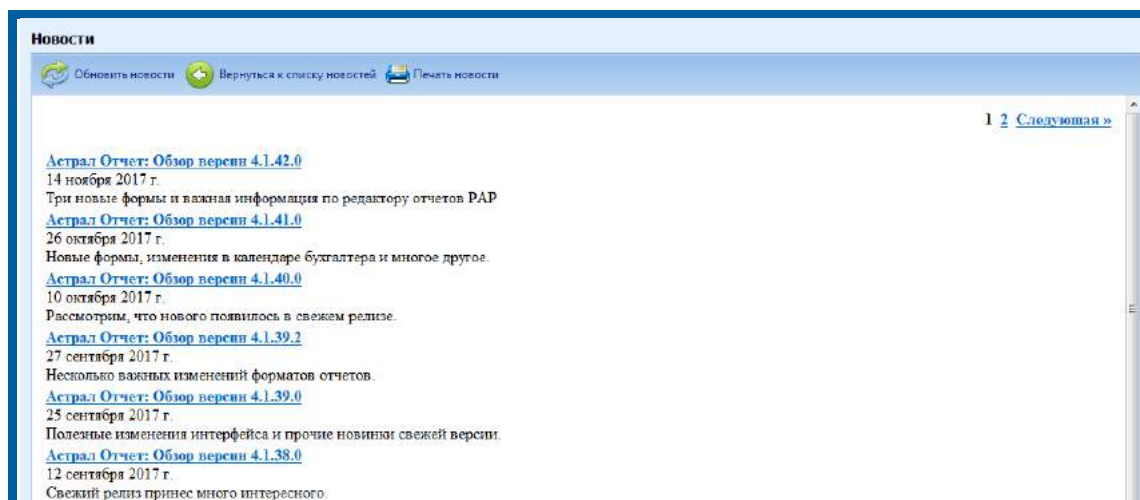 Новости
Обновить новости Вернуться к списку новостей Печать новости
1 2 Следующая »
Астрал Отчет: Обзор версии 4.1.42.0
14 ноября 2017 г.
Три новые формы и важная информация по редактору отчетов РАР
Астрал Отчет: Обзор версии 4.1.41.0
26 октября 2017 г.
Новые формы, изменения в календаре бухгалтера и многое другое.
Астрал Отчет: Обзор версии 4.1.40.0
10 октября 2017 г.
Рассмотрим, что нового появилось в свежем релизе.
Астрал Отчет: Обзор версии 4.1.39.2
27 сентября 2017 г.
Несколько важных изменений форматов отчетов.
Астрал Отчет: Обзор версии 4.1.39.0
25 сентября 2017 г.
Полезные изменения интерфейса и прочие новинки свежей версии.
Астрал Отчет: Обзор версии 4.1.38.0
12 сентября 2017 г.
Свежий релиз принес много интересного.